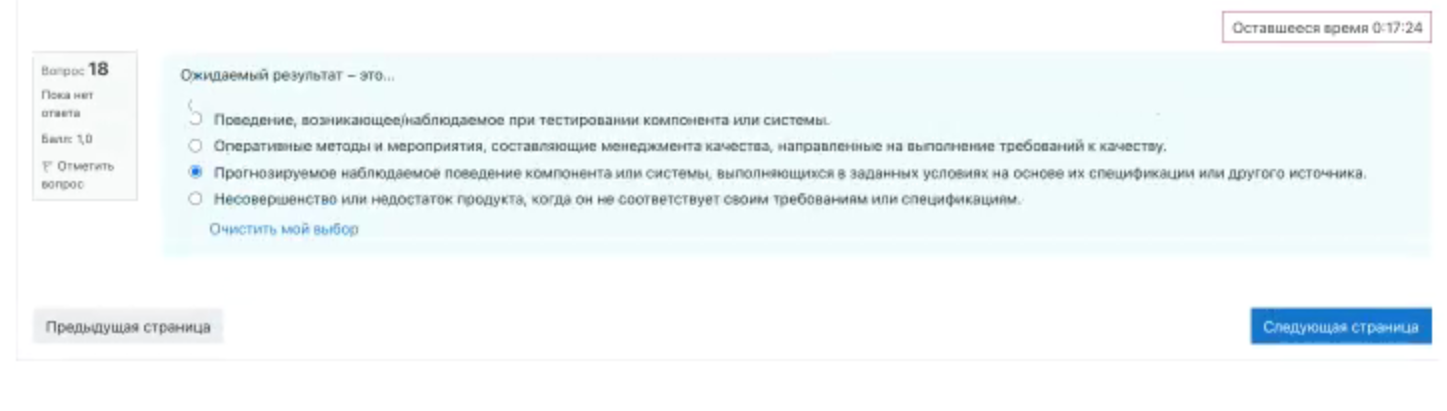 Оставшееся время 0:17:24
Вопрос 18
Пока нет
ответа
Балл: 1,0
Отметить
вопрос
Ожидаемый результат – это...
Поведение, возникающее/наблюдаемое при тестировании компонента или системы.
Оперативные методы и мероприятия, составляющие менеджмента качества, направленные на выполнение требований к качеству.
Прогнозируемое наблюдаемое поведение компонента или системы, выполняющихся в заданных условиях на основе их спецификации или другого источника.
Несовершенство или недостаток продукта, когда он не соответствует своим требованиям или спецификациям.
Очистить мой выбор
Предыдущая страница
Следующая страница